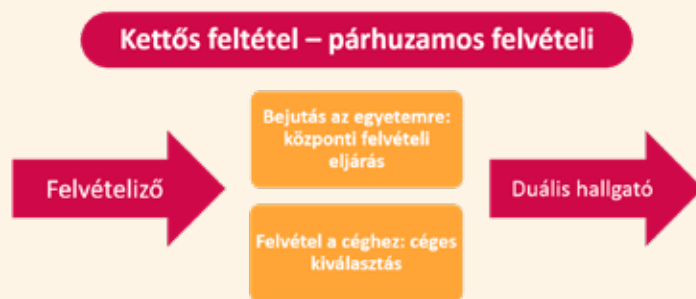 Kettős feltétel – párhuzamos felvételi
Felvételiző
Bejutás az egyetemre:
központi felvételi
eljárás
Felvétel a céghez: céges
kiválasztás
Duális hallgató